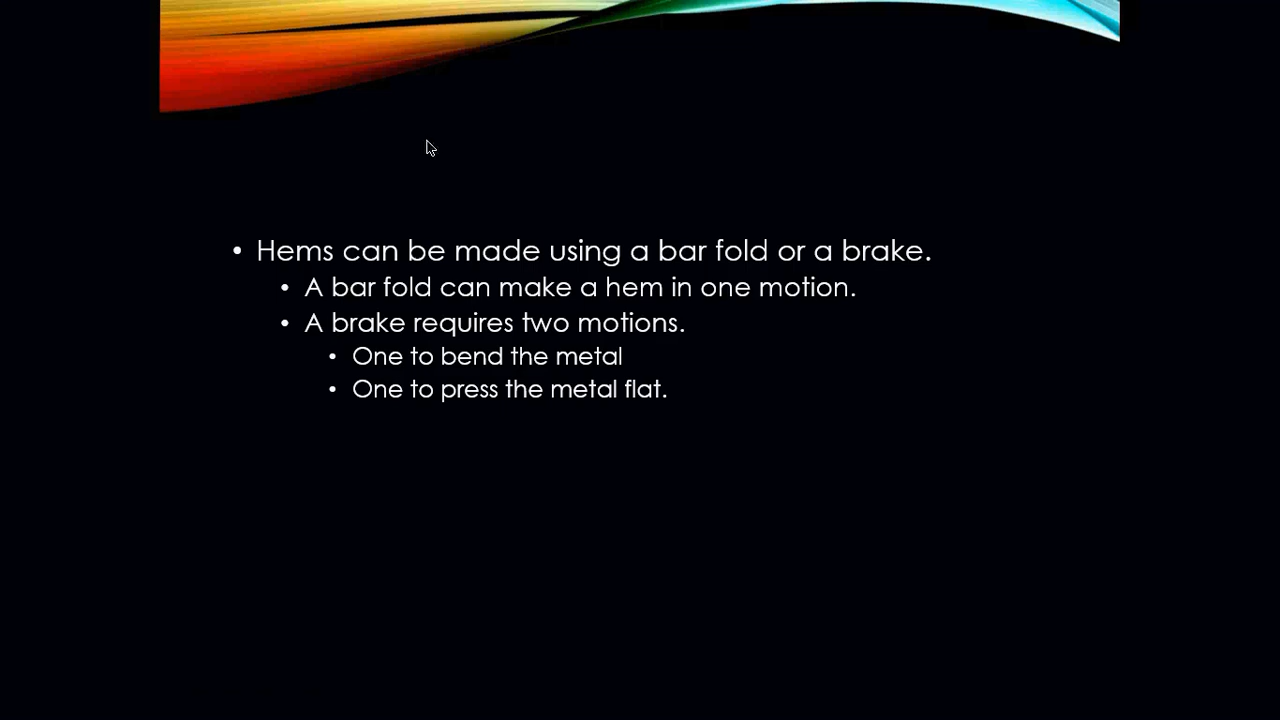 • Hems can be made using a bar fold or a brake.
• A bar fold can make a hem in one motion.
• A brake requires two motions.
• One to bend the metal
• One to press the metal flat.